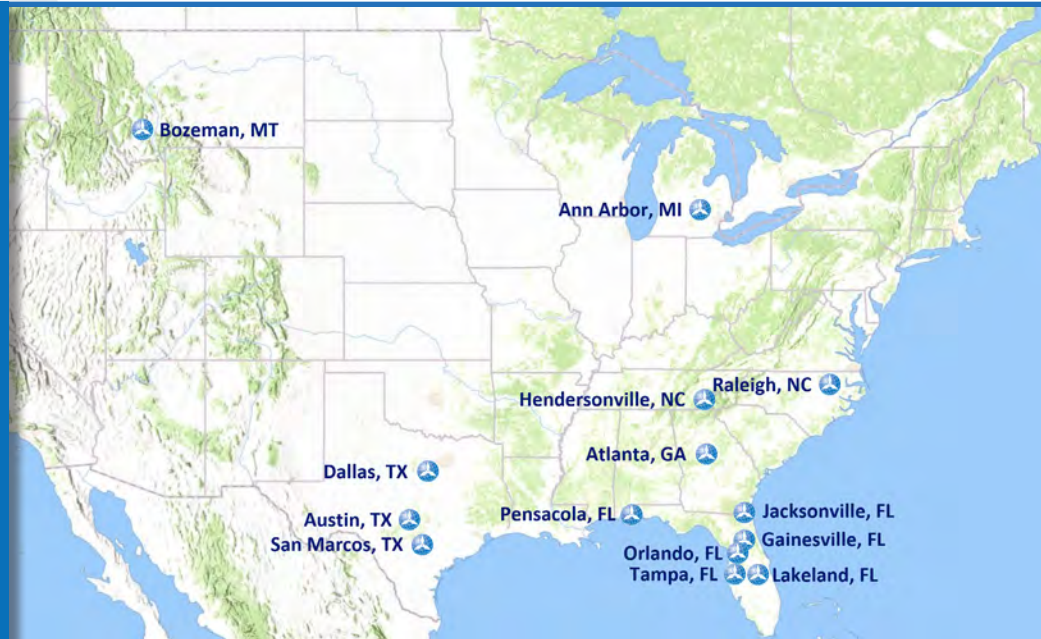 Bozeman, MT
Ann Arbor, MI
Raleigh, NC
Hendersonville, NC
Atlanta, GA
Dallas, TX
Pensacola, FL
Jacksonville, FL
Austin, TX
Gainesville, FL
San Marcos, TX
Orlando, FL
Tampa, FL
Lakeland, FL